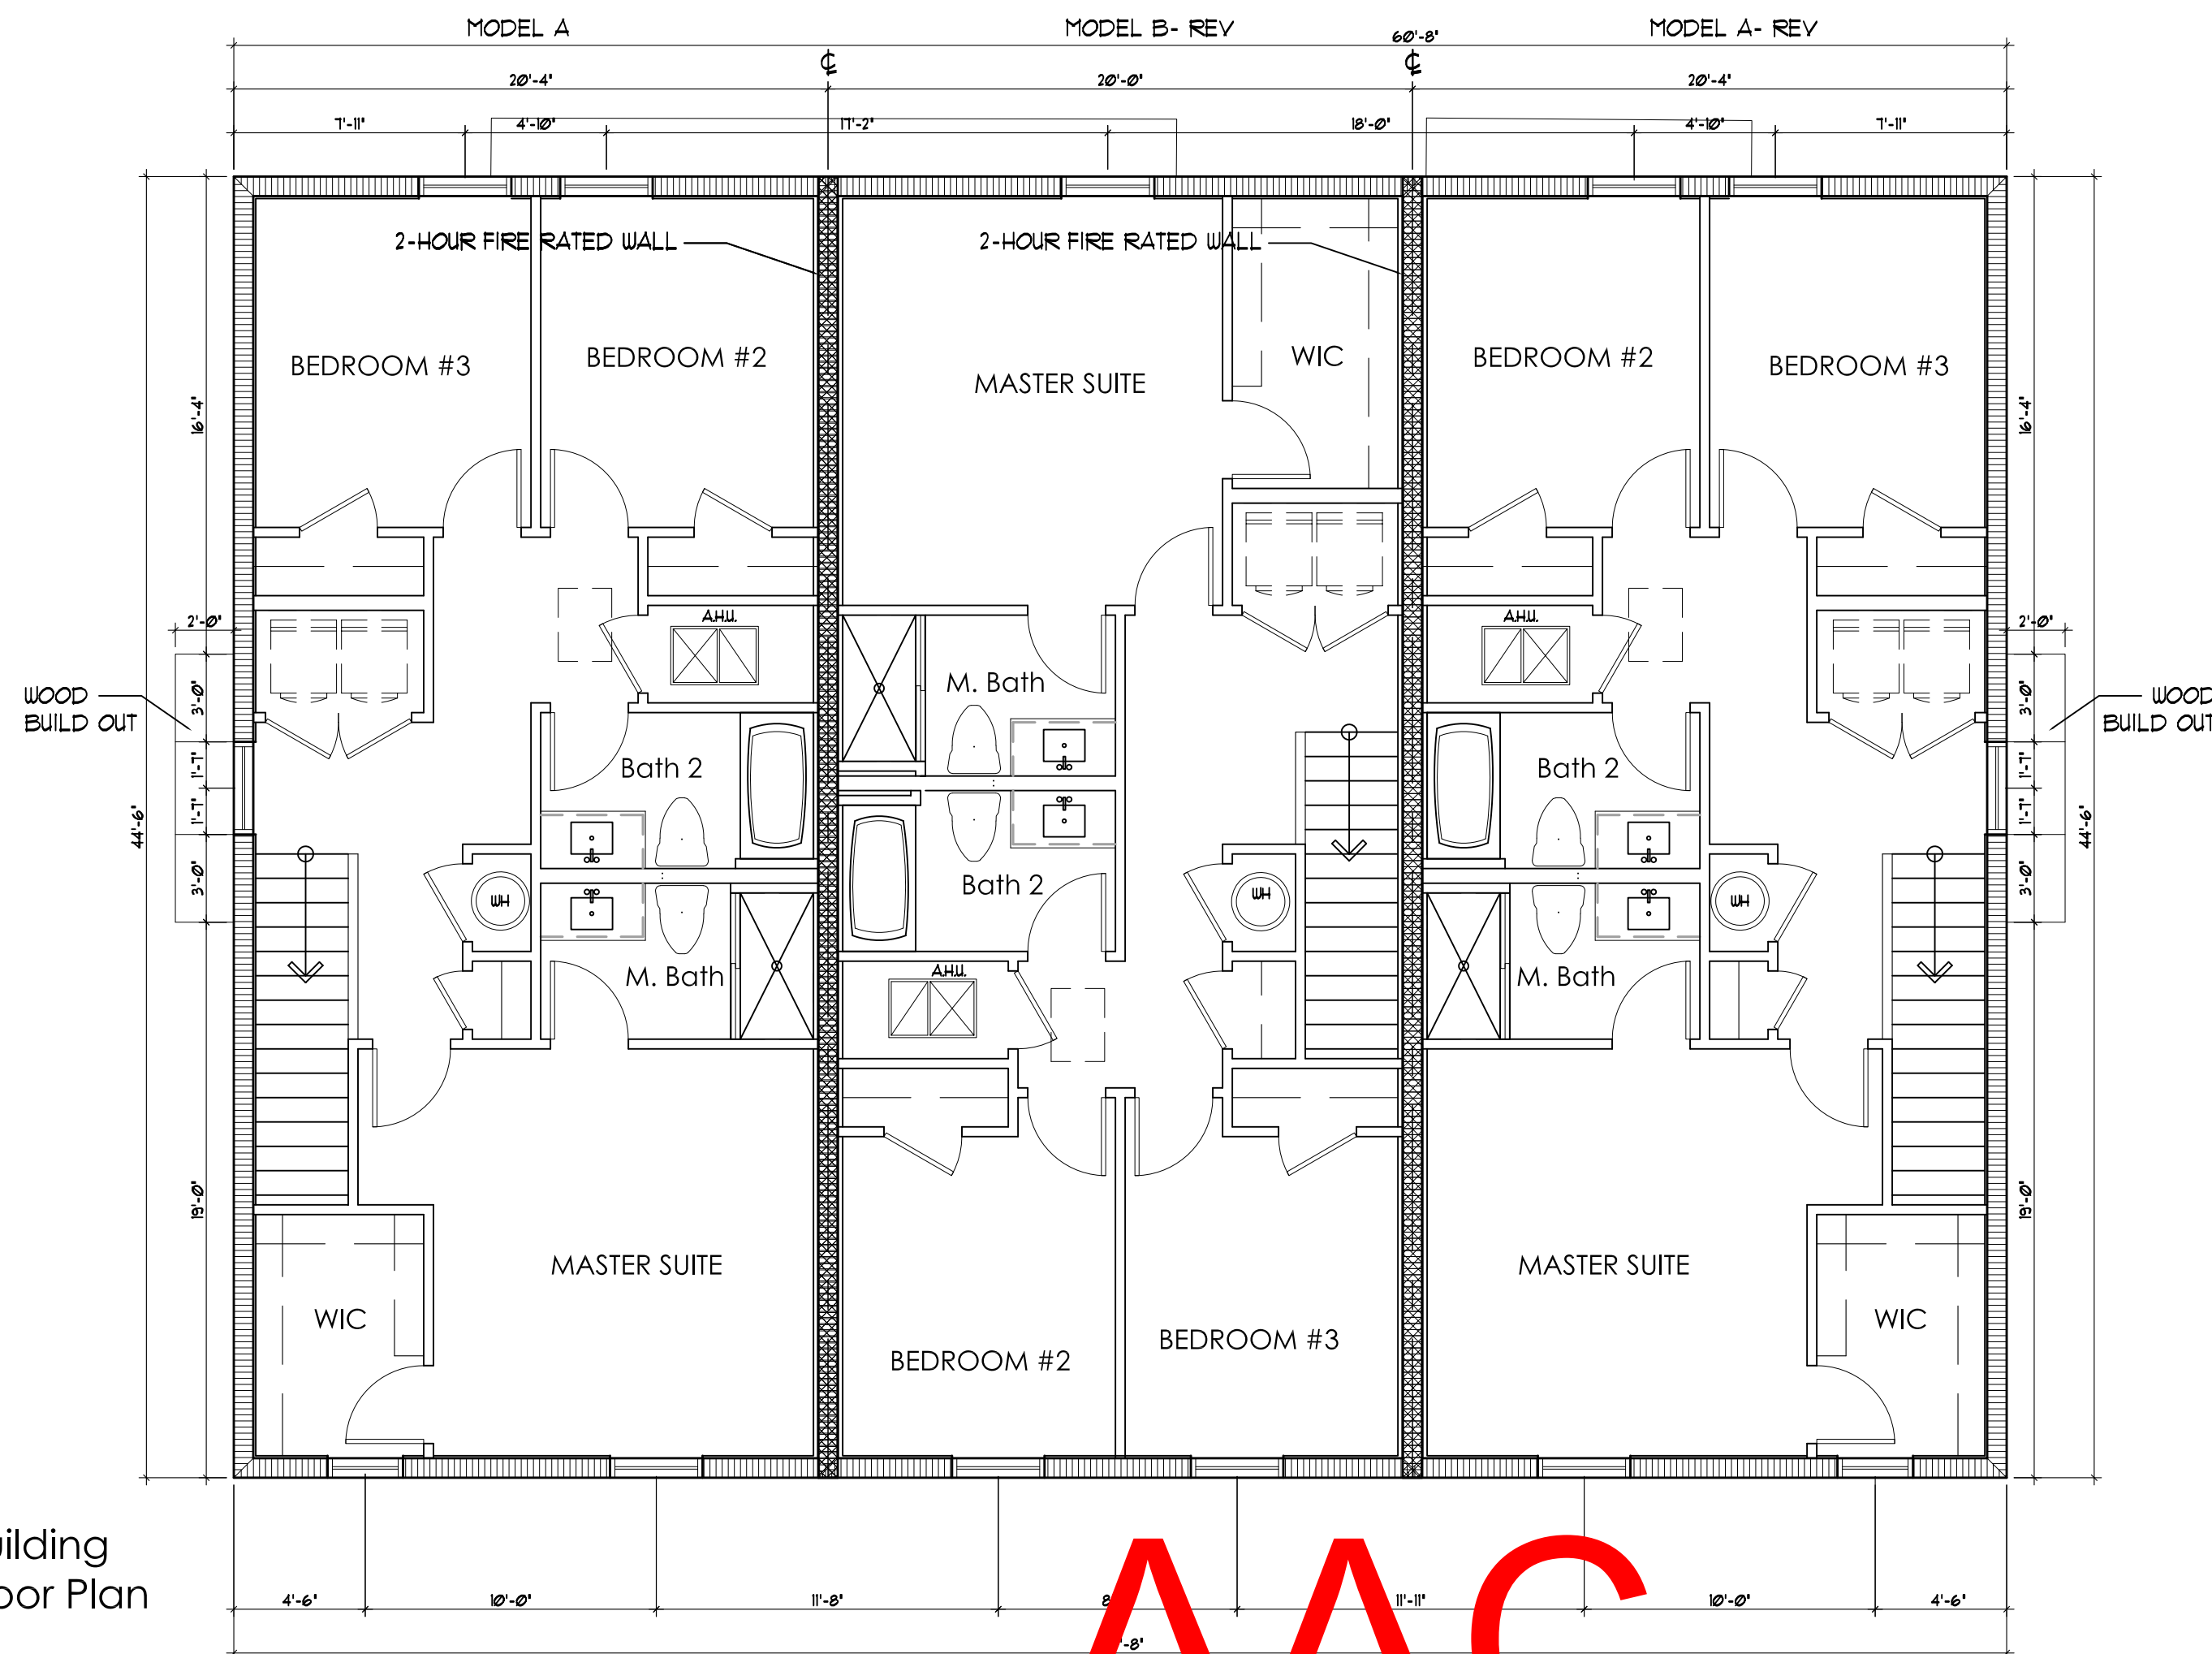 MODEL A
MODEL B- REV
MODEL A- REV
60'-8"
℄
℄
20'-4"
20'-0"
20'-4"
7'-11"
4'-10"
17'-2"
18'-0"
4'-10"
7'-11"
2-HOUR FIRE RATED WALL
2-HOUR FIRE RATED WALL
BEDROOM #3
BEDROOM #2
MASTER SUITE
WIC
BEDROOM #2
BEDROOM #3
16'-4"
16'-4"
2'-0"
A.H.U.
A.H.U.
2'-0"
WOOD
BUILD OUT
3'-0"
M. Bath
3'-0"
WOOD
BUILD OUT
1'-7"
Bath 2
Bath 2
1'-7"
44'-6"
1'-7"
1'-7"
44'-6"
3'-0"
WH
Bath 2
WH
WH
3'-0"
M. Bath
A.H.U.
M. Bath
19'-0"
19'-0"
MASTER SUITE
MASTER SUITE
WIC
BEDROOM #2
BEDROOM #3
WIC
oor Plan
4'-6"
10'-0"
11'-8"
11'-11"
10'-0"
4'-6"
AAC